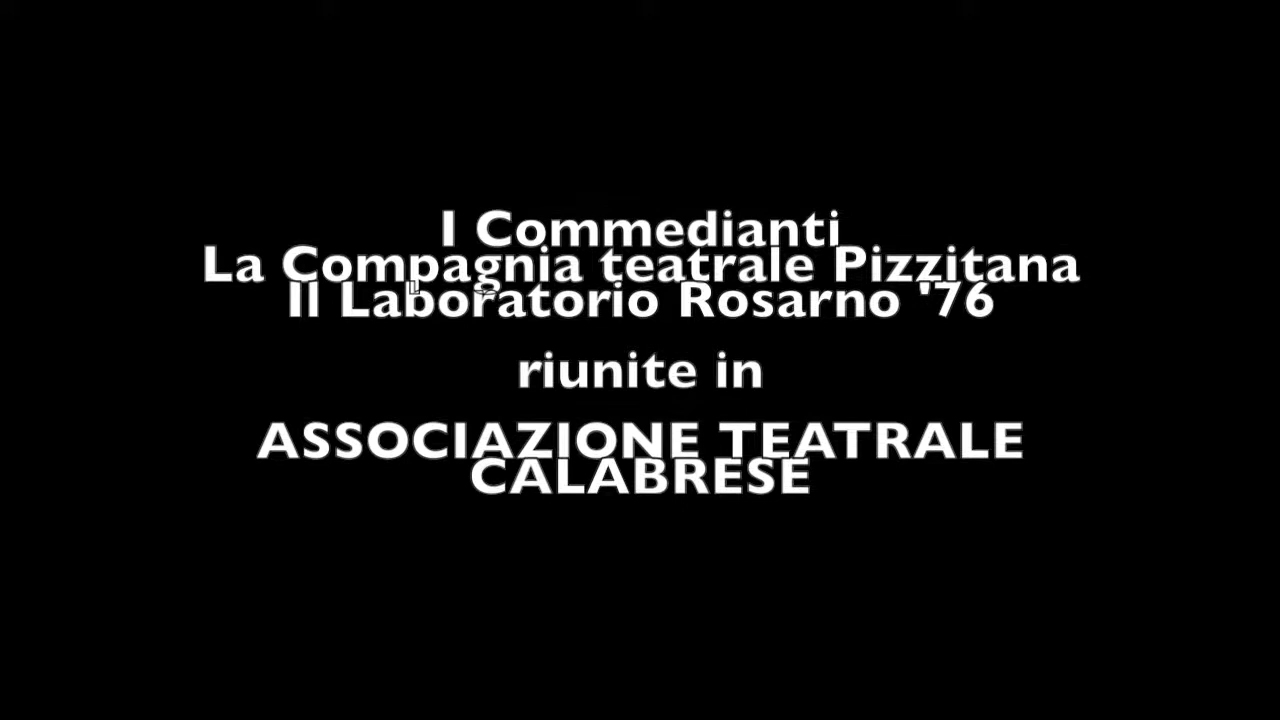 I Commedianti
La Compagnia teatrale Pizzitana
Il Laboratorio Rosarno '76
riunite in
ASSOCIAZIONE TEATRALE
CALABRESE